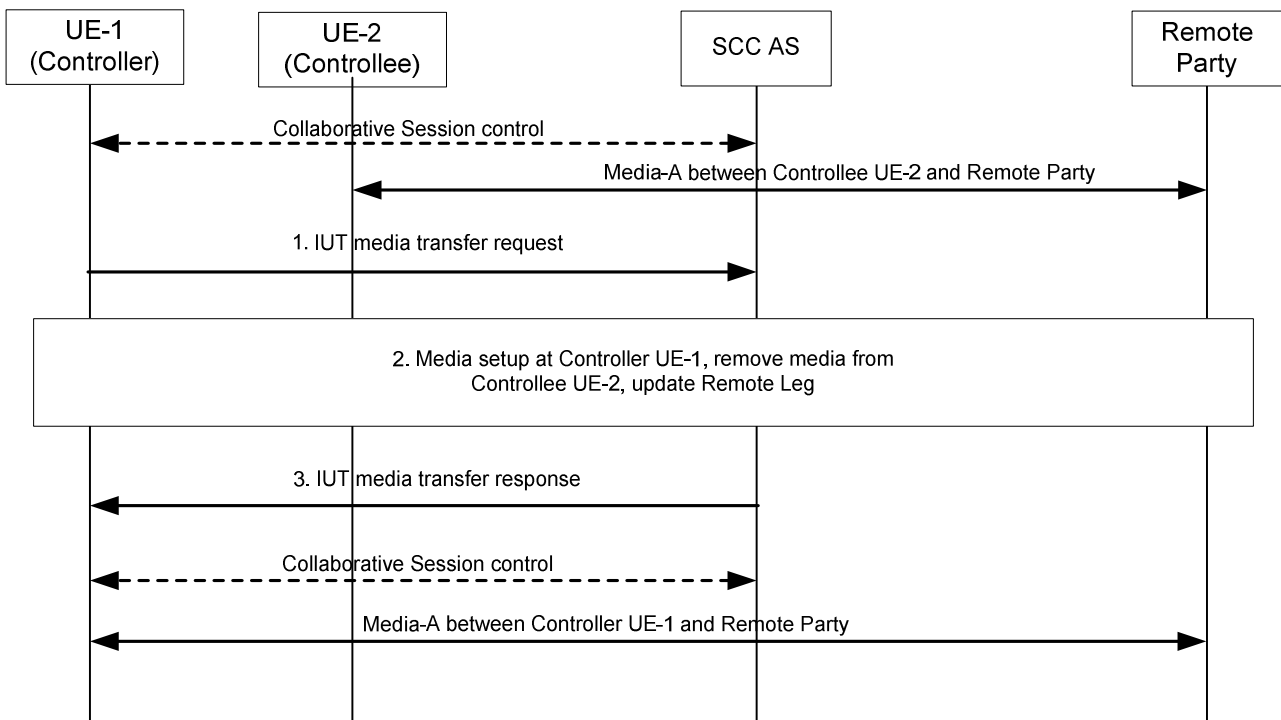 UE-1
(Controller)
UE-2
(Controllee)
SCC AS
Remote
Party
Collaborative Session control
Media-A between Controllee UE-2 and Remote Party
1. IUT media transfer request
2. Media setup at Controller UE-1, remove media from
Controllee UE-2, update Remote Leg
3. IUT media transfer response
Collaborative Session control
Media-A between Controller UE-1 and Remote Party